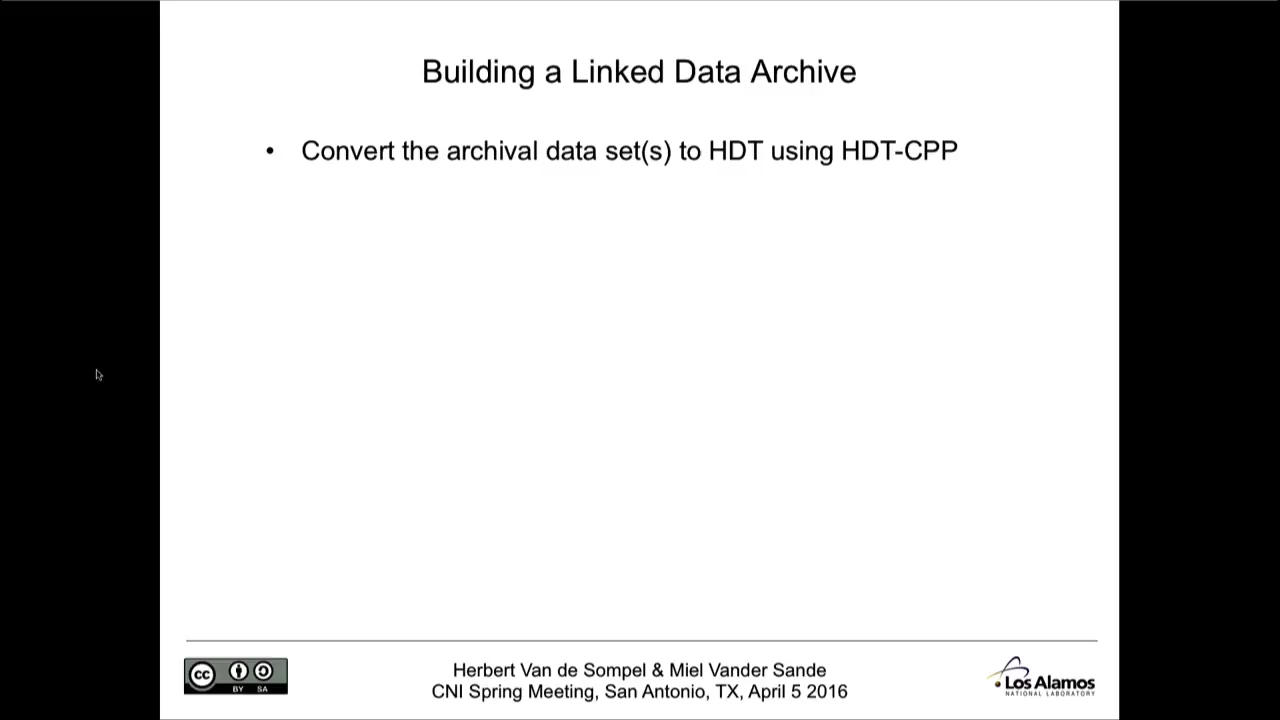 Building a Linked Data Archive
• Convert the archival data set(s) to HDT using HDT-CPP
cc
BY SA
Herbert Van de Sompel & Miel Vander Sande
CNI Spring Meeting, San Antonio, TX, April 5 2016
Los Alamos
NATIONAL LABORATORY